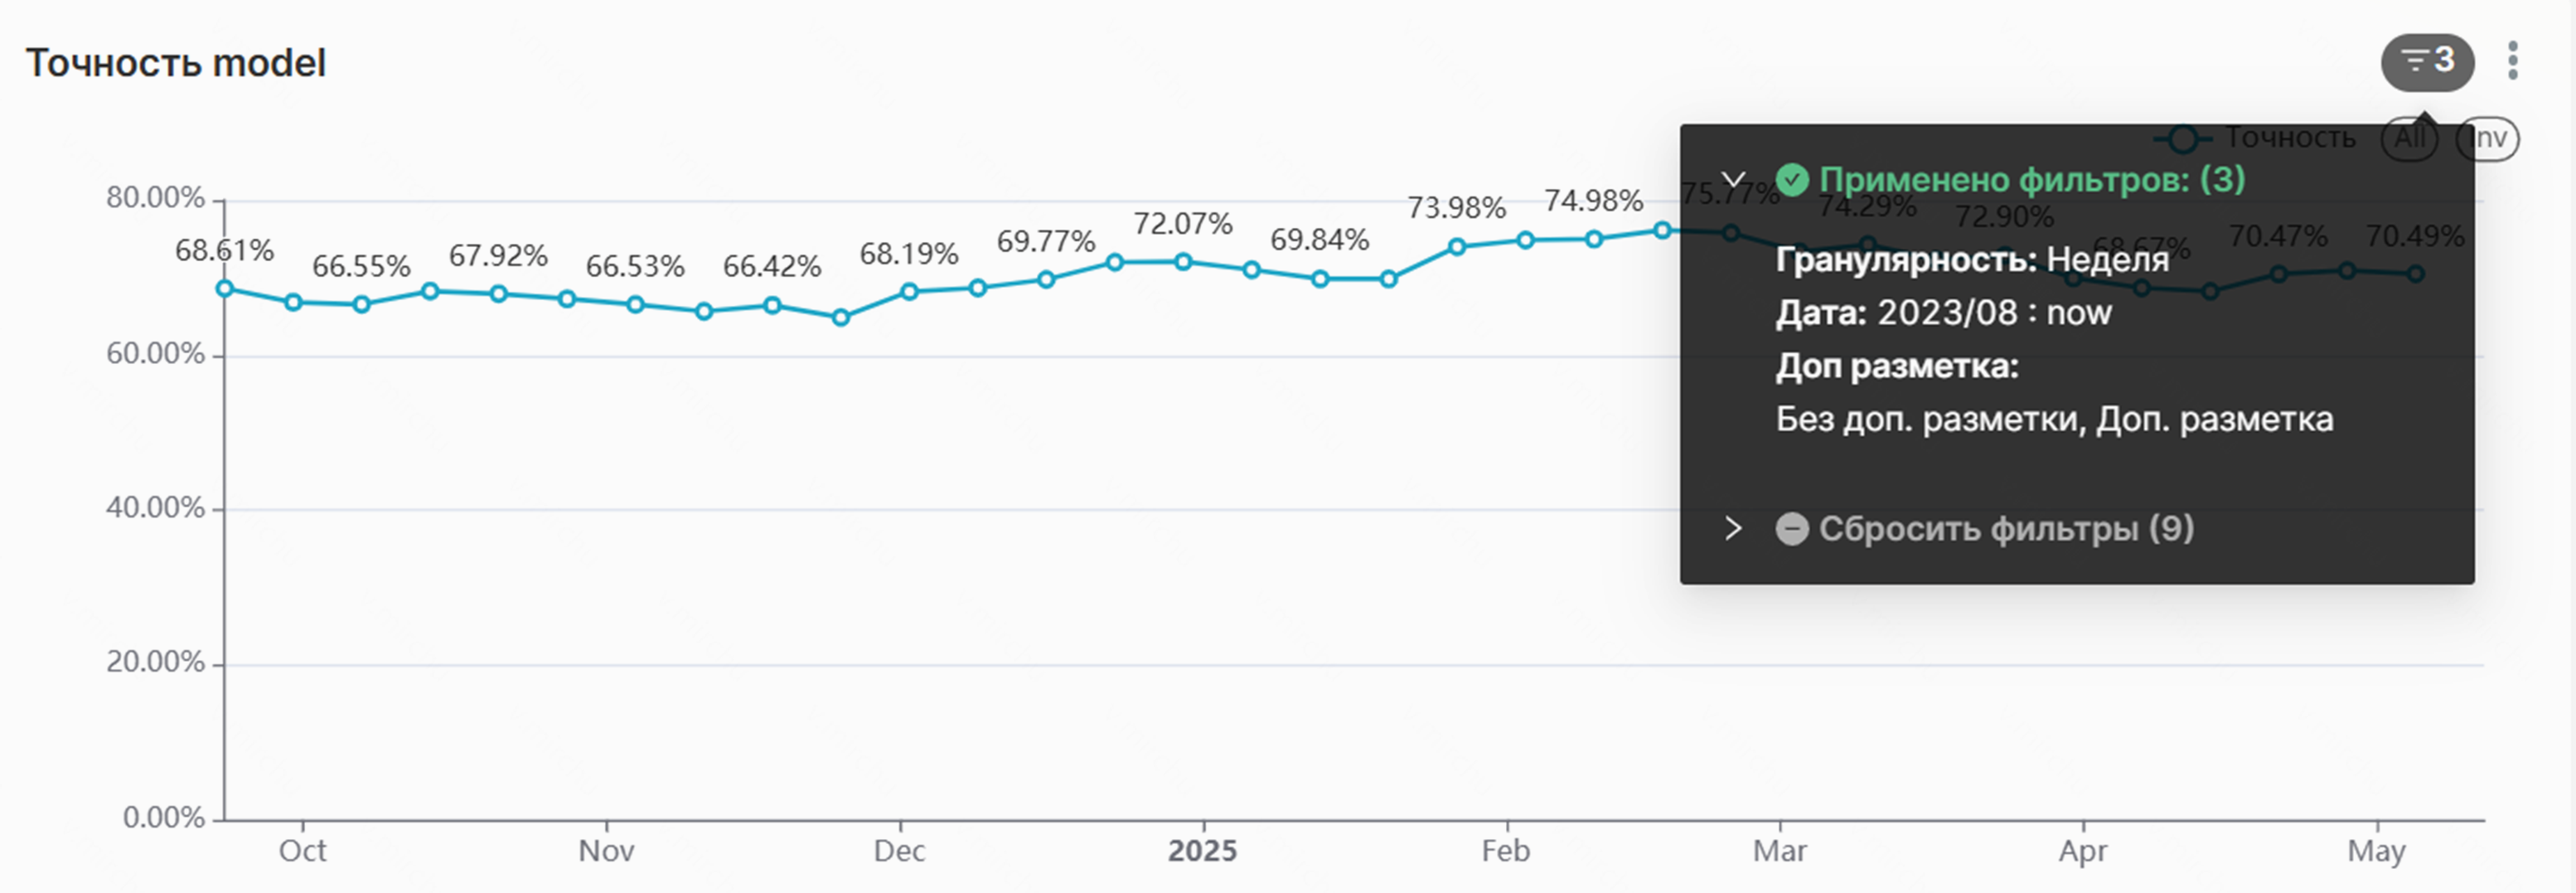 Точность model
3
Точность All Inv
Применено фильтров: (3)
Гранулярность: Неделя
Дата: 2023/08 : now
Доп разметка:
Без доп. разметки, Доп. разметка
Сбросить фильтры (9)
80.00%
60.00%
40.00%
20.00%
0.00%
68.61% 66.55% 67.92% 66.53% 66.42% 68.19% 69.77% 72.07% 69.84% 73.98% 74.98% 75.77% 74.29% 72.90% 68.67% 70.47% 70.49%
Oct Nov Dec 2025 Feb Mar Apr May